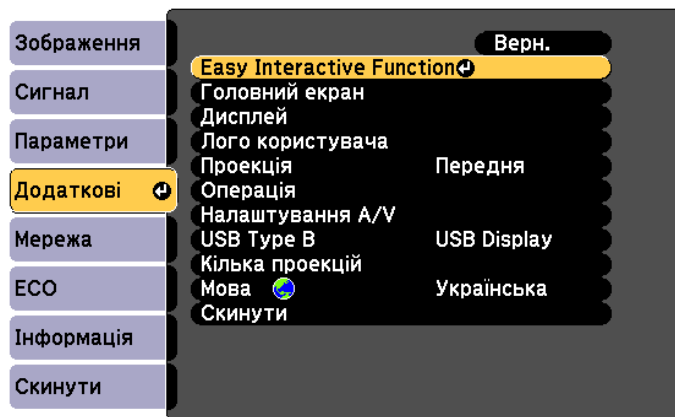 Зображення
Сигнал
Параметри
Додаткові
Мережа
ECO
Інформація
Скинути
Верн.
Easy Interactive Function
Головний екран
Дисплей
Лого користувача
Проекція Передня
Операція
Налаштування A/V
USB Type B USB Display
Кілька проекцій
Мова Українська
Скинути